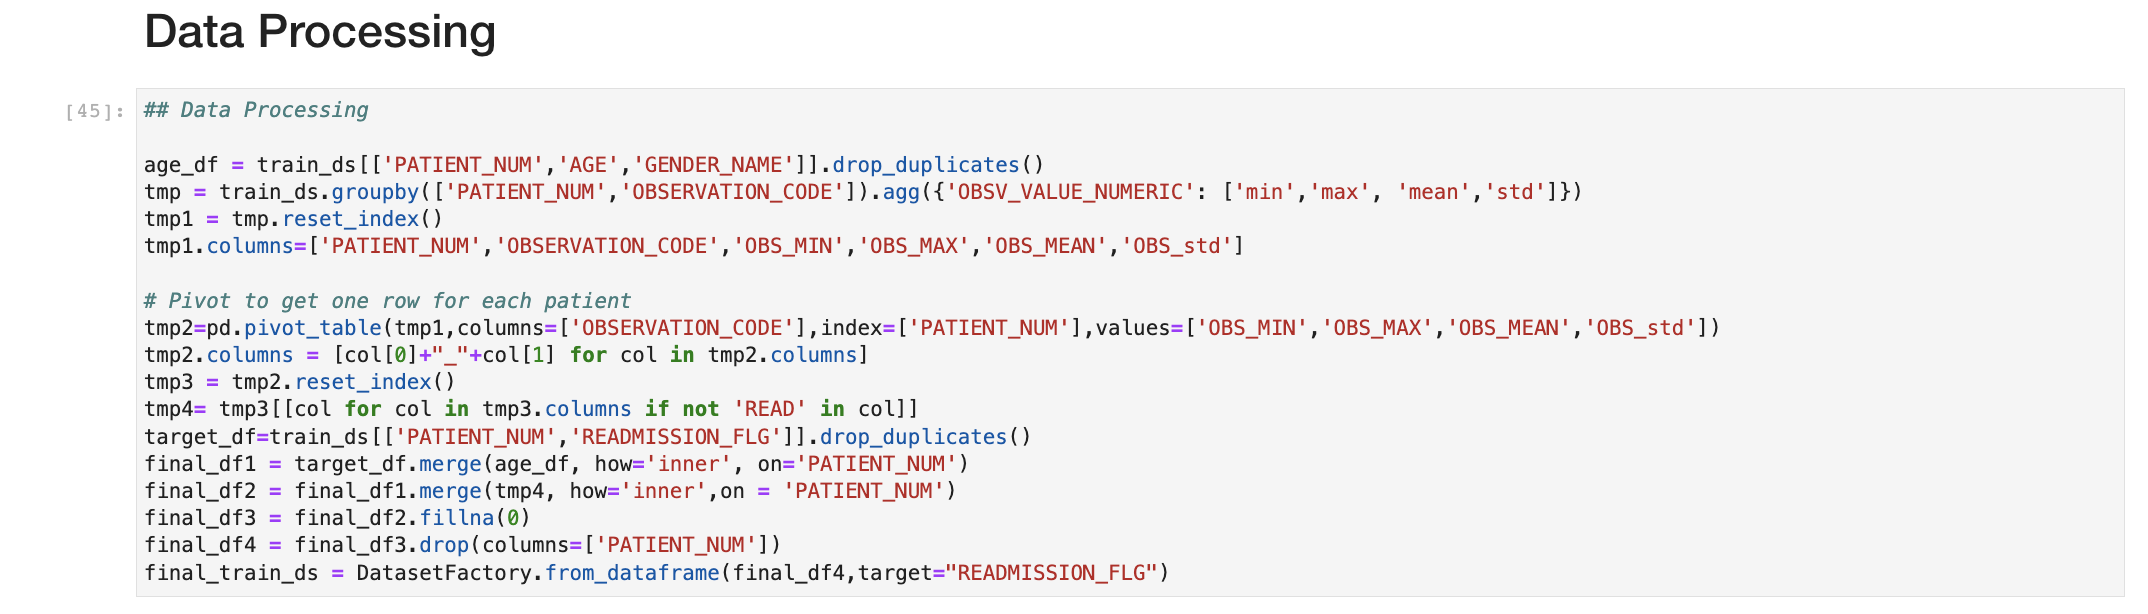 Data Processing
[45]:
## Data Processing
age_df = train_ds[['PATIENT_NUM','AGE','GENDER_NAME']].drop_duplicates()
tmp = train_ds.groupby(['PATIENT_NUM','OBSERVATION_CODE']).agg({'OBSV_VALUE_NUMERIC': ['min','max', 'mean','std']})
tmp1 = tmp.reset_index()
tmp1.columns=['PATIENT_NUM','OBSERVATION_CODE','OBS_MIN','OBS_MAX','OBS_MEAN','OBS_std']
# Pivot to get one row for each patient
tmp2=pd.pivot_table(tmp1,columns=['OBSERVATION_CODE'],index=['PATIENT_NUM'],values=['OBS_MIN','OBS_MAX','OBS_MEAN','OBS_std'])
tmp2.columns = [col[0]+"_"+col[1] for col in tmp2.columns]
tmp3 = tmp2.reset_index()
tmp4= tmp3[[col for col in tmp3.columns if not 'READ' in col]]
target_df=train_ds[['PATIENT_NUM','READMISSION_FLG']].drop_duplicates()
final_df1 = target_df.merge(age_df, how='inner', on='PATIENT_NUM')
final_df2 = final_df1.merge(tmp4, how='inner',on = 'PATIENT_NUM')
final_df3 = final_df2.fillna(0)
final_df4 = final_df3.drop(columns=['PATIENT_NUM'])
final_train_ds = DatasetFactory.from_dataframe(final_df4,target="READMISSION_FLG")